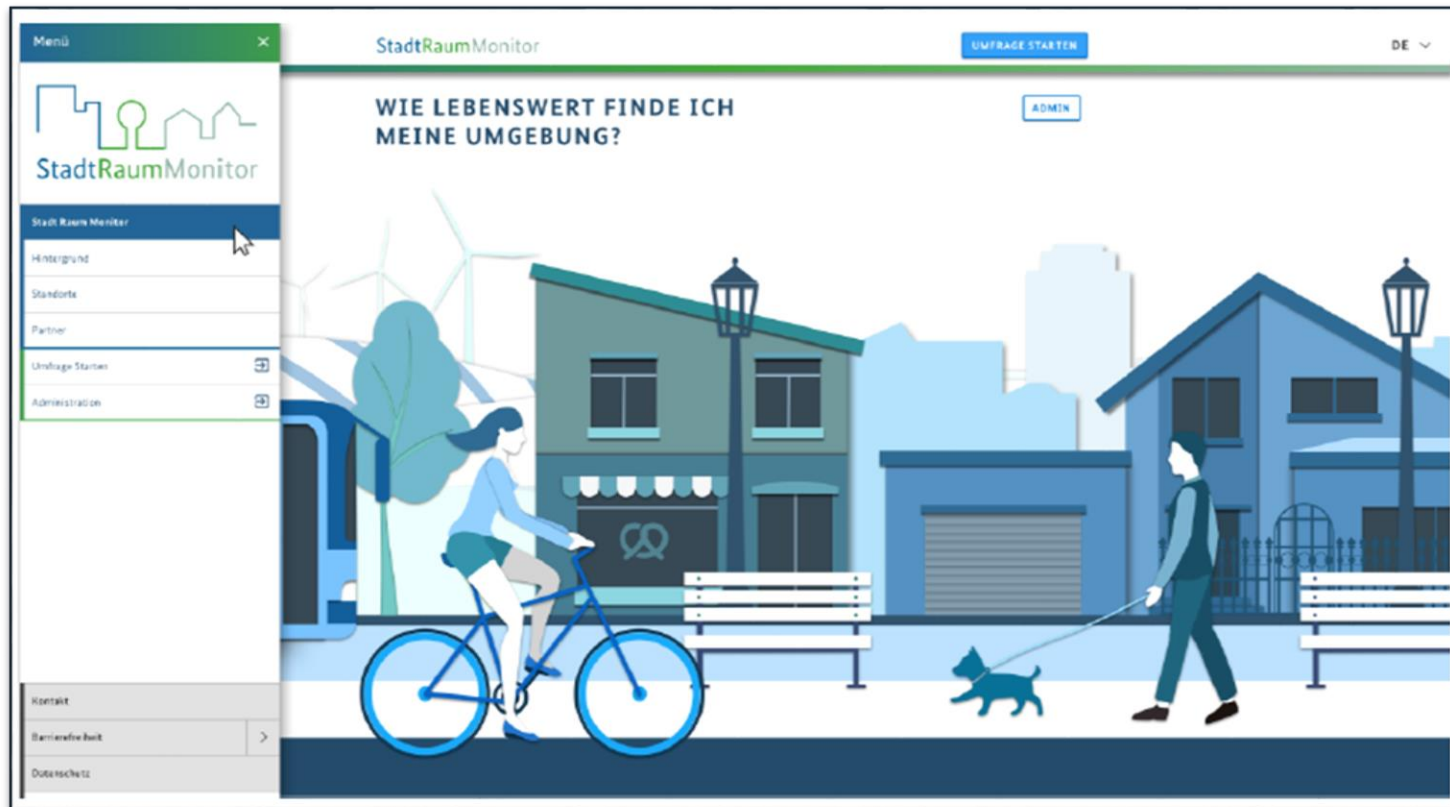 Menü
StadtRaumMonitor
UMFRAGE STARTEN
DE
StadtRaumMonitor
WIE LEBENSWERT FINDE ICH
MEINE UMGEBUNG?
ADMIN
Stadt Raum Monitor
Hintergrund
Standorte
Partner
Umfrage Starten
Administration
Kontakt
Barrierefreiheit
Datenschutz